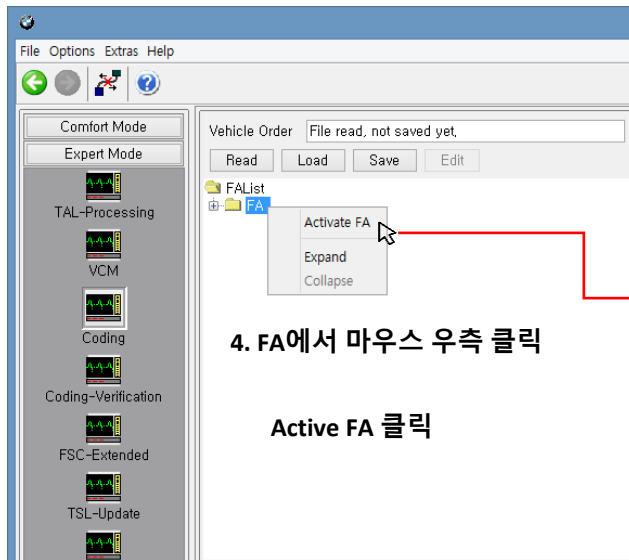 File Options Extras Help
Comfort Mode
Expert Mode
TAL-Processing
VCM
Coding
Coding-Verification
FSC-Extended
TSL-Update
Vehicle Order File read, not saved yet,
Read Load Save Edit
FAList
FA
Activate FA
Expand
Collapse
4. FA에서 마우스 우측 클릭
Active FA 클릭